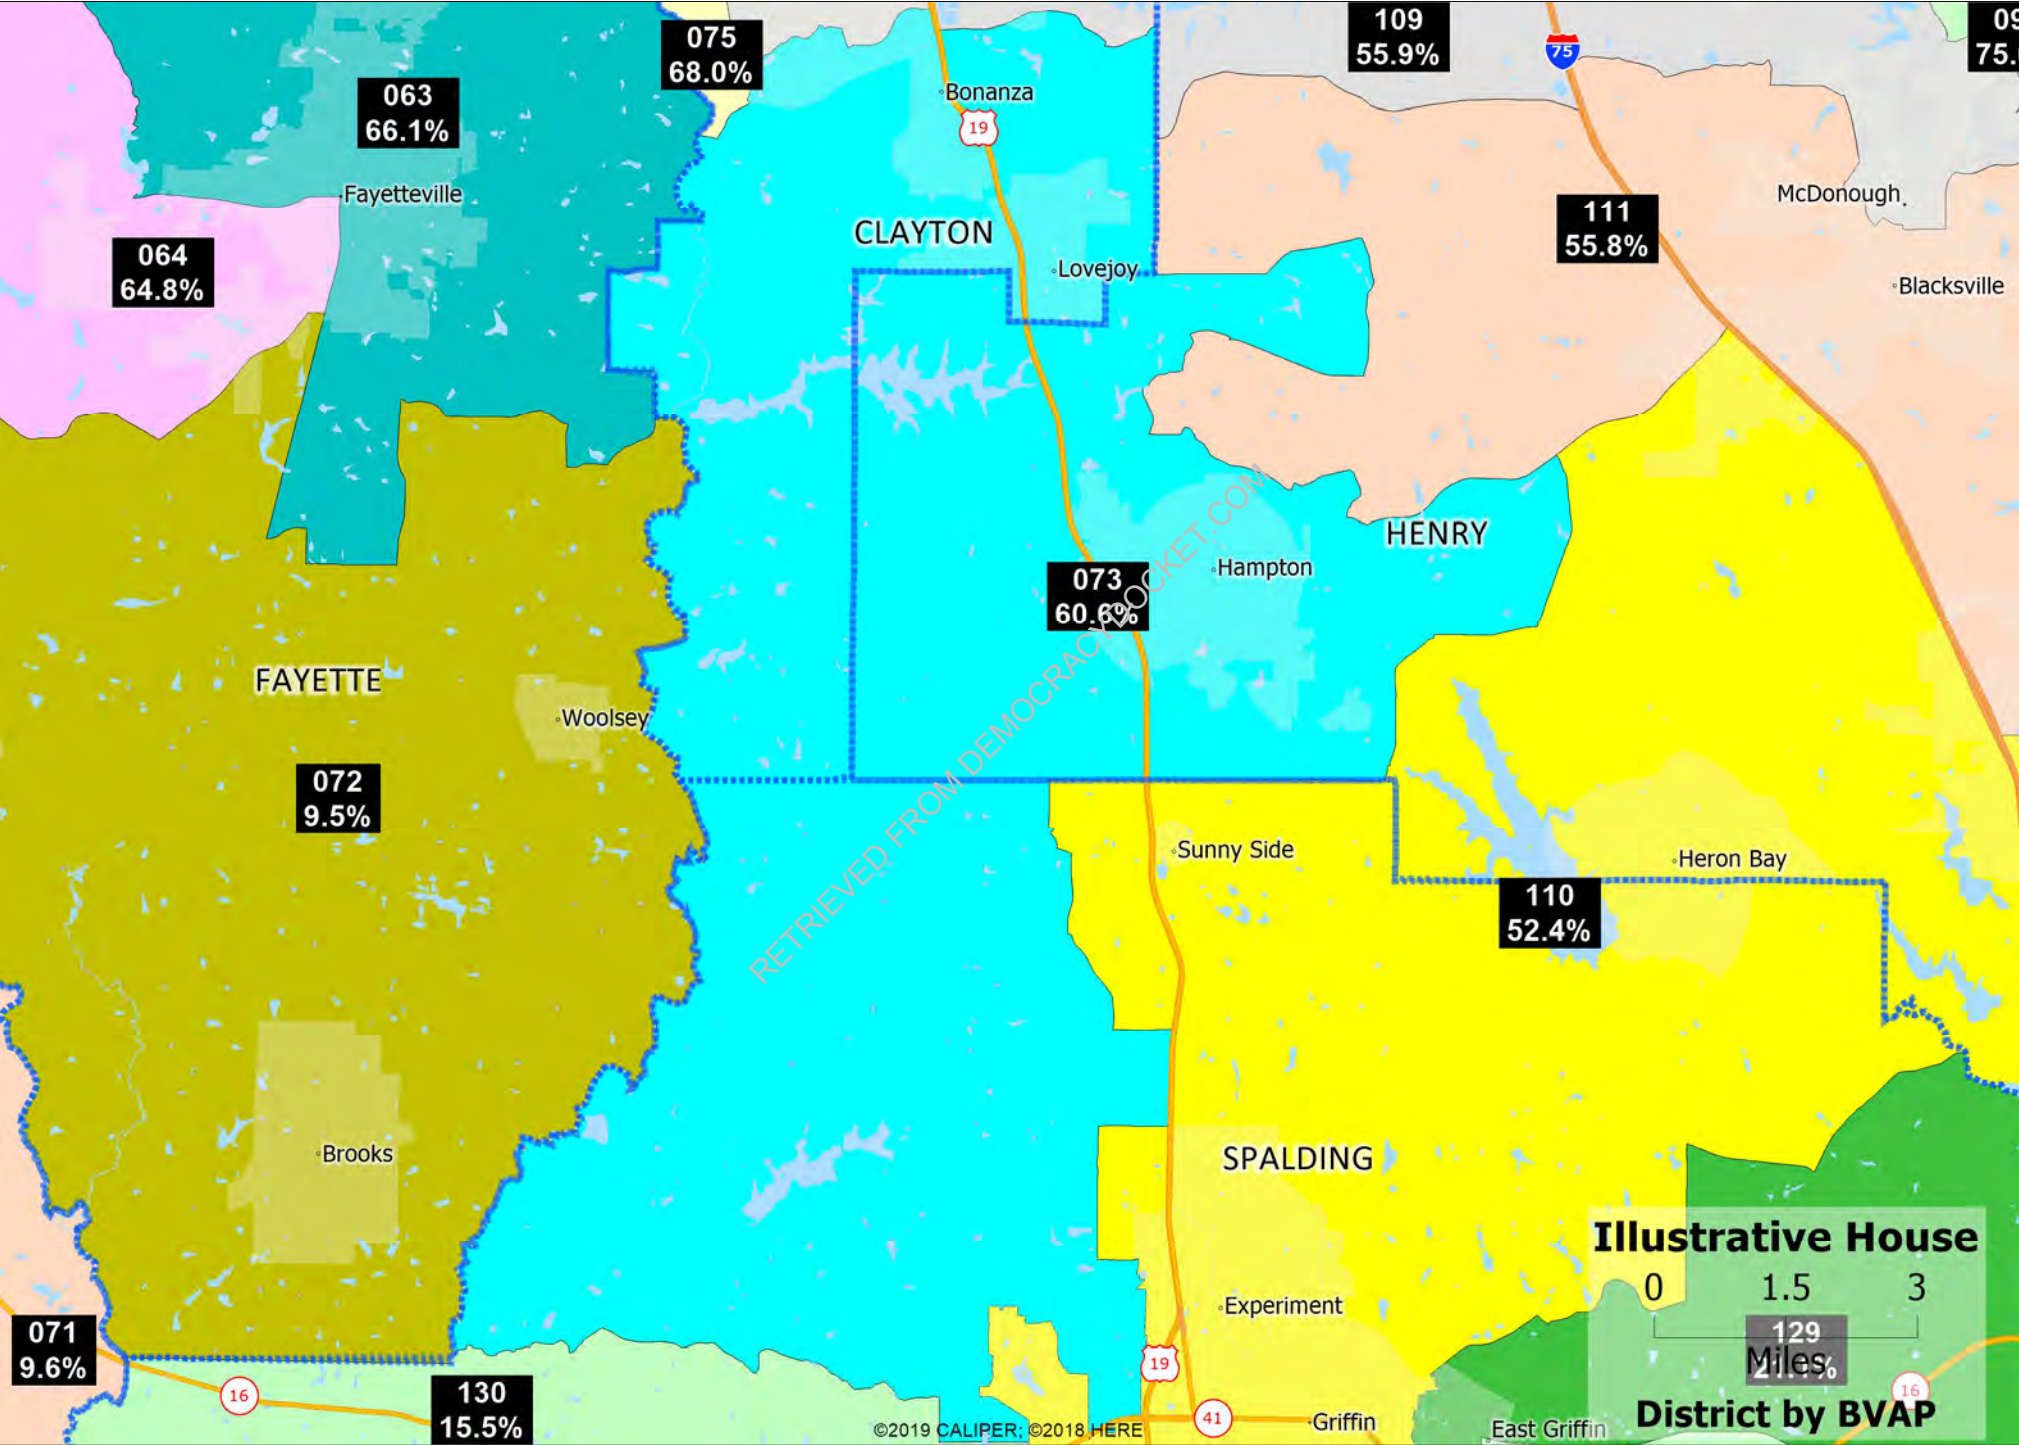 075
68.0%
109
55.9%
75
09
75.
063
66.1%
Bonanza
19
Fayetteville
McDonough
111
55.8%
CLAYTON
064
64.8%
Lovejoy
Blacksville
HENRY
Hampton
073
60.6%
RETRIEVED FROM DEMOCRACYDOCKET.COM
FAYETTE
Woolsey
072
9.5%
Sunny Side
Heron Bay
110
52.4%
Brooks
SPALDING
Illustrative House
0 1.5 3
Experiment
129
Miles
071
9.6%
19
16
16
130
15.5%
41
Griffin
East Griffin
District by BVAP
©2019 CALIPER; ©2018 HERE